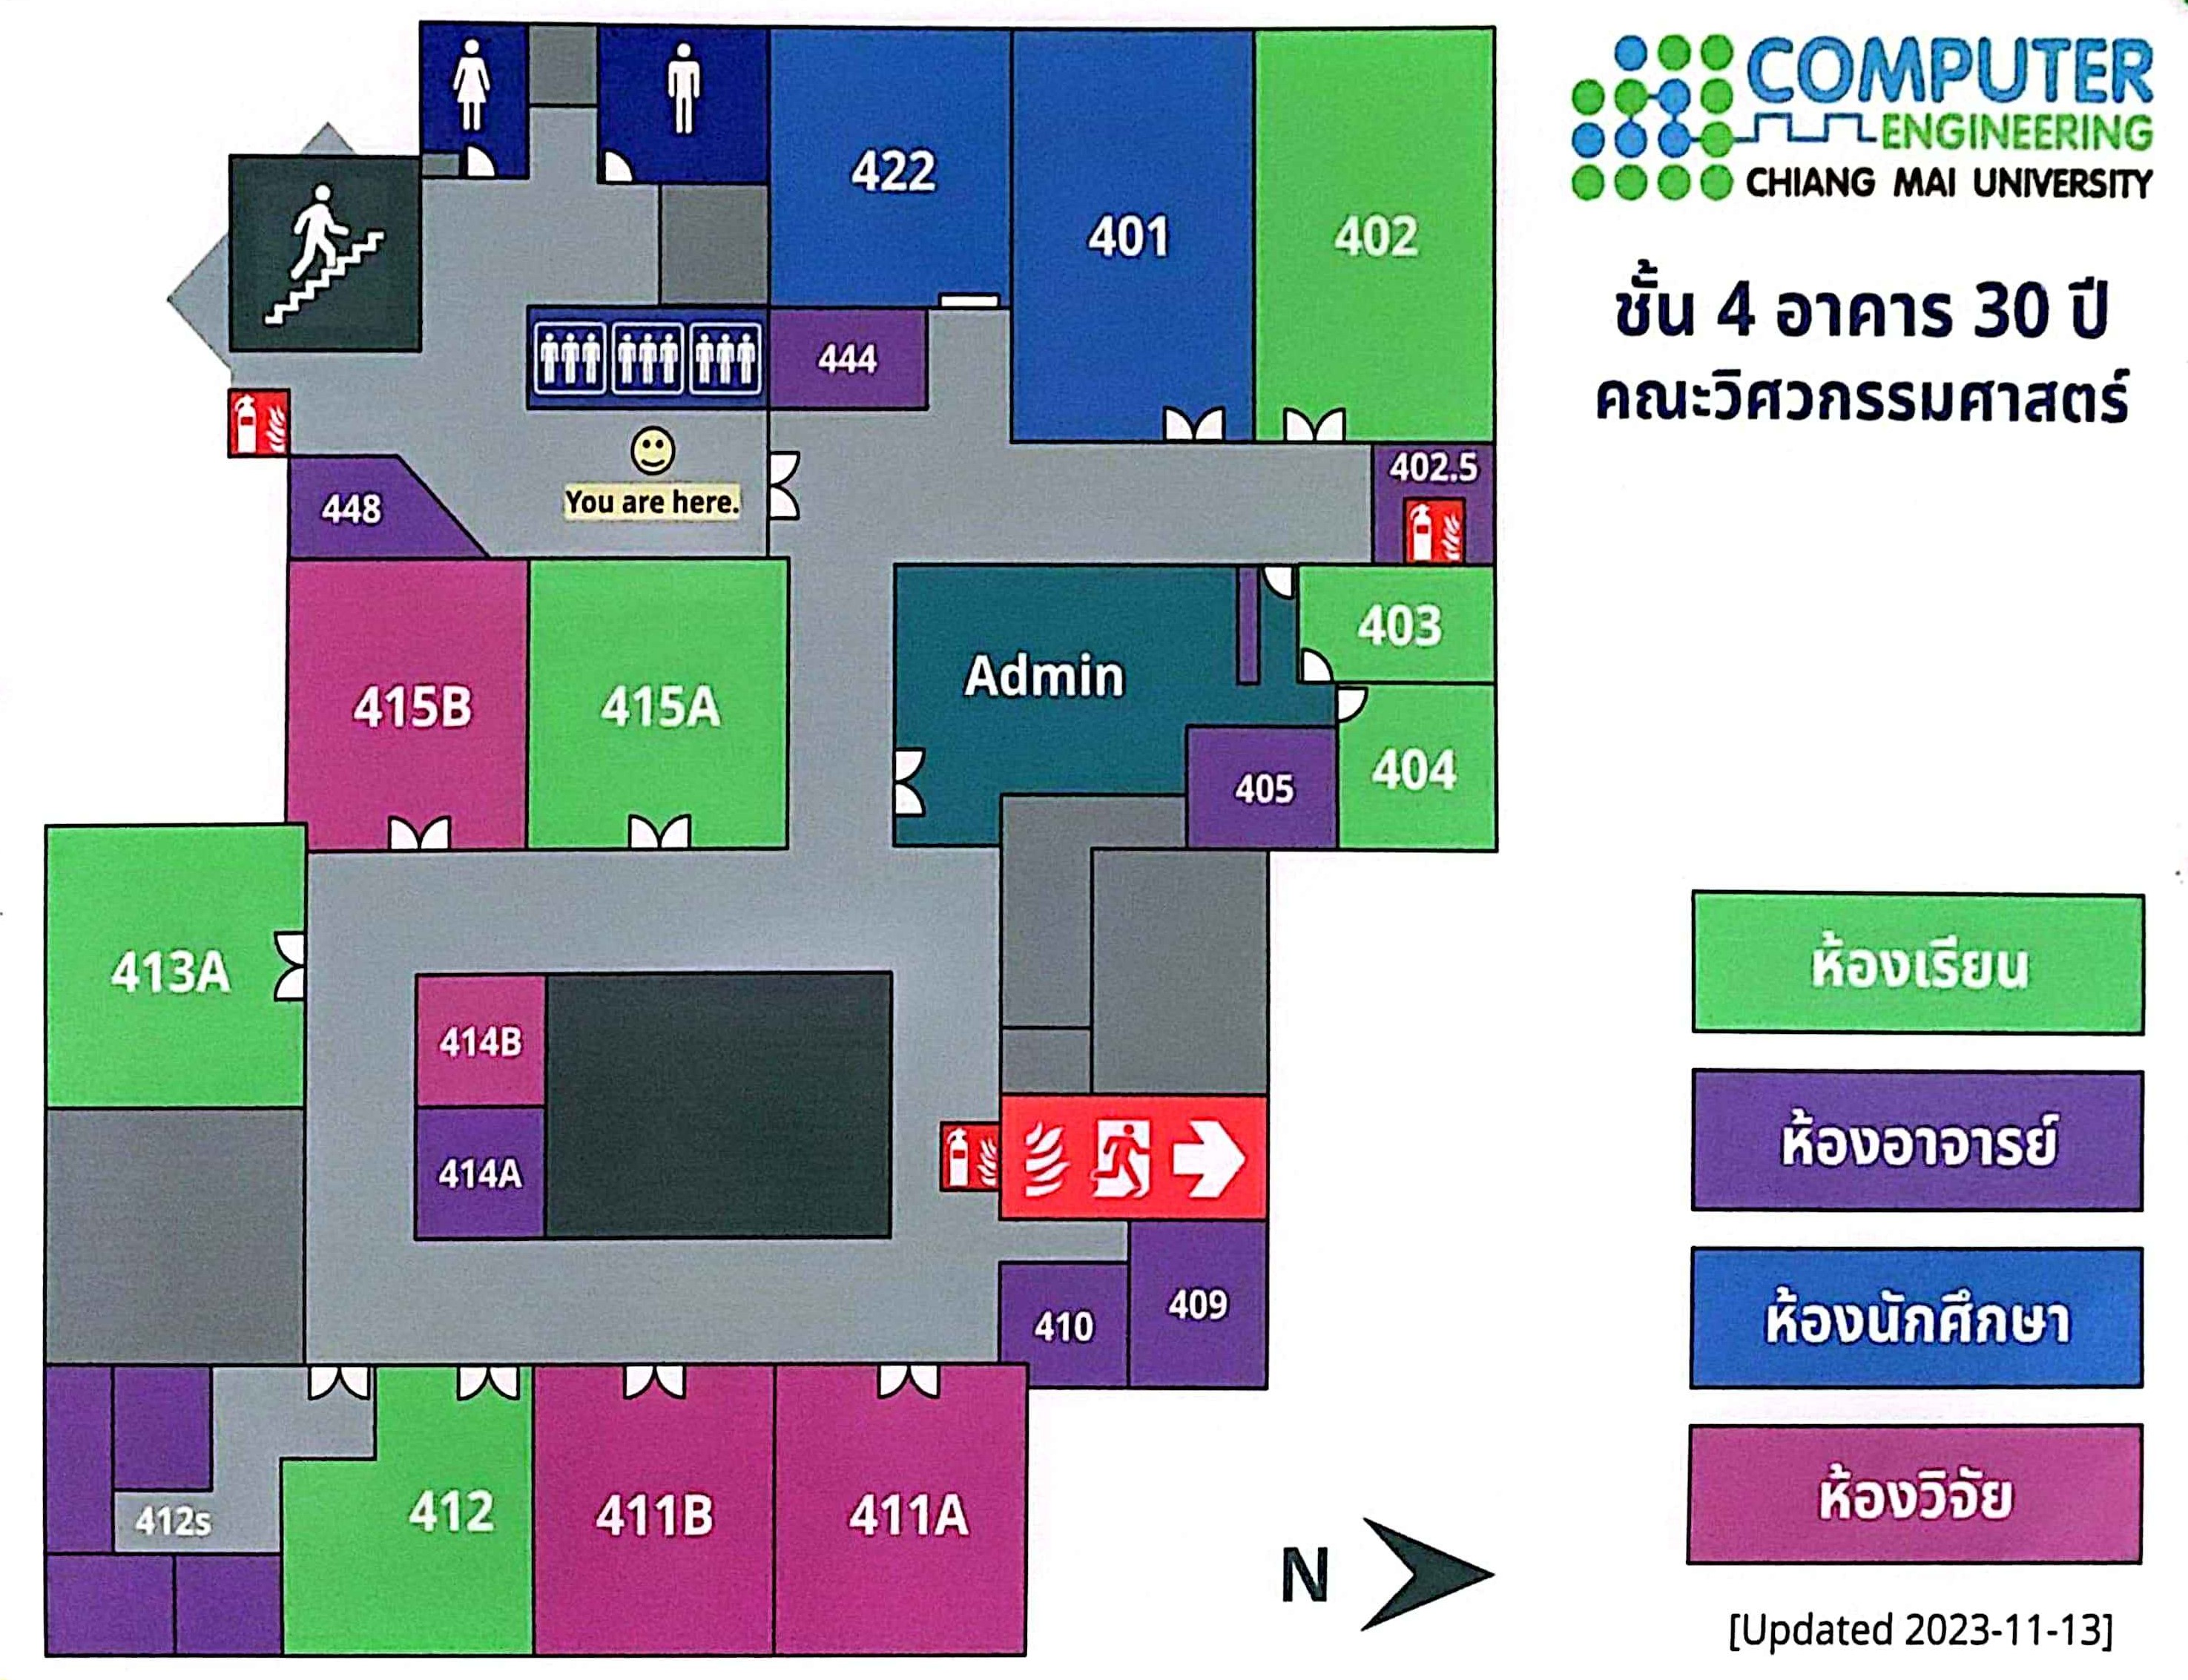 COMPUTER
ENGINEERING
CHIANG MAI UNIVERSITY
ชั้น 4 อาคาร 30 ปี
คณะวิศวกรรมศาสตร์
422
401
402
444
402.5
You are here.
448
403
415B
415A
Admin
404
405
413A
414B
414A
410
409
412s
412
411B
411A
ห้องเรียน
ห้องอาจารย์
ห้องนักศึกษา
ห้องวิจัย
N
[Updated 2023-11-13]